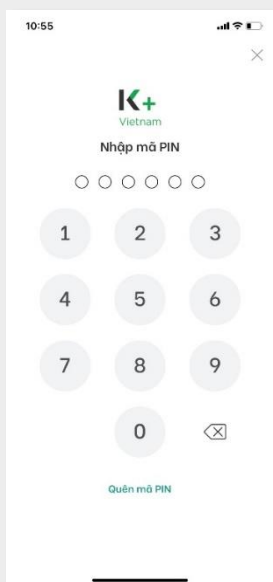 10:55
K+
Vietnam
Nhập mã PIN
1 2 3
4 5 6
7 8 9
0
Quên mã PIN